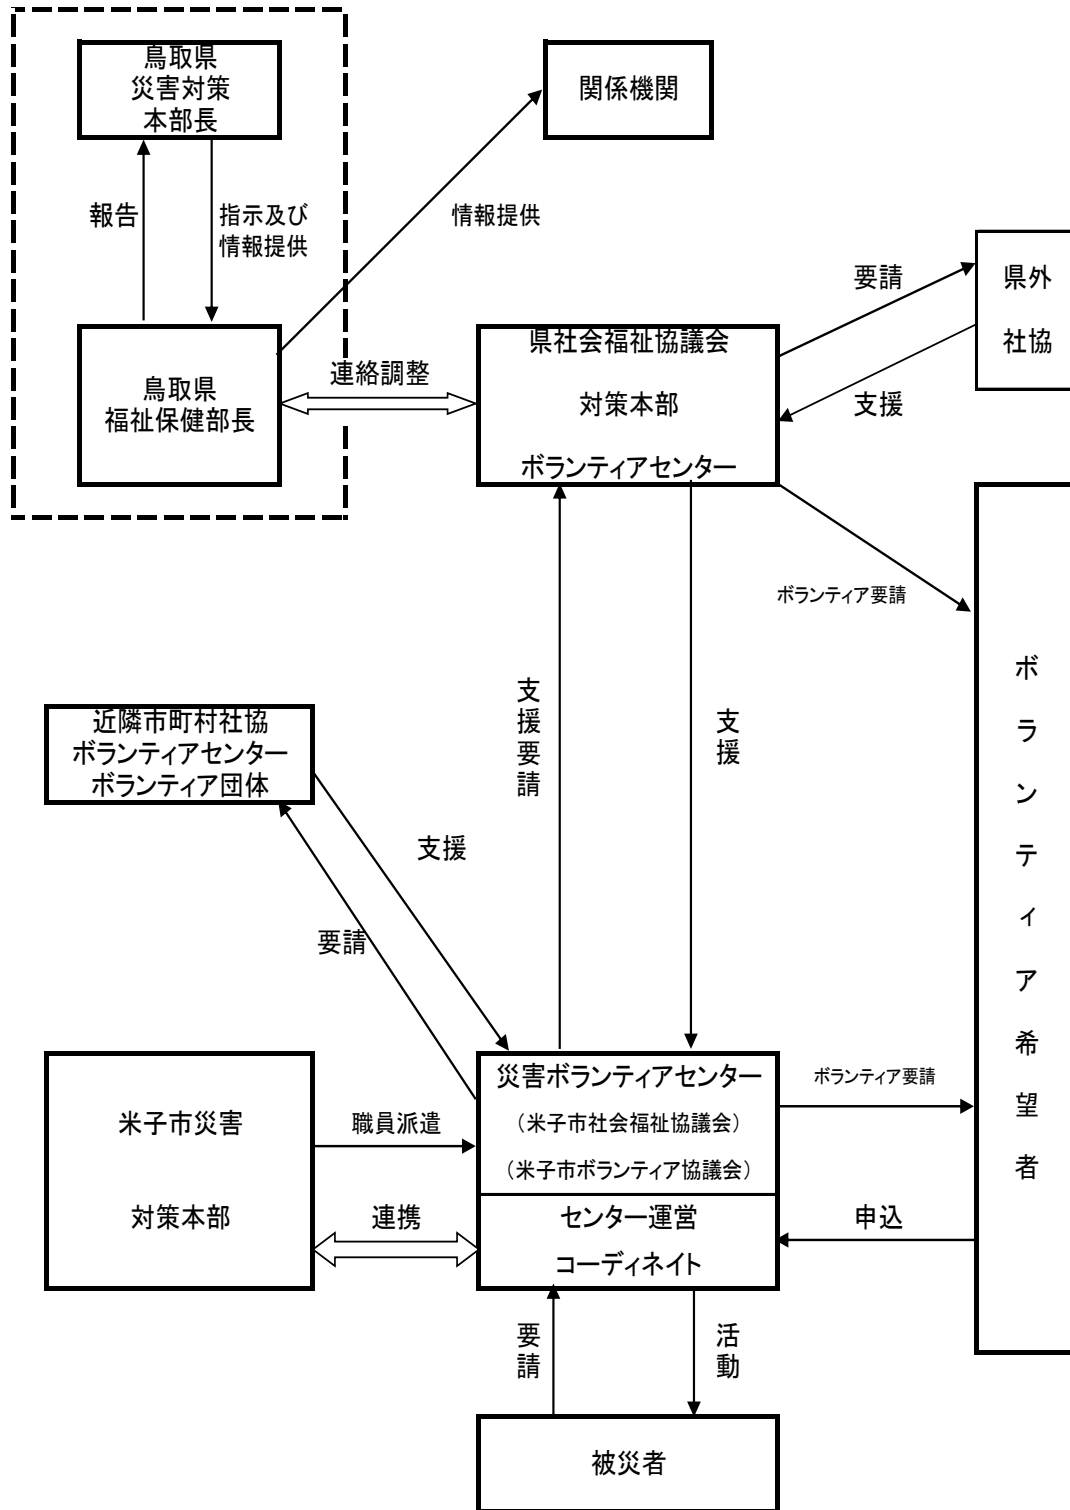 鳥取県
災害対策
本部長
関係機関
報告
指示及び
情報提供
情報提供
県外
社協
要請
支援
鳥取県
福祉保健部長
連絡調整
県社会福祉協議会
対策本部
ボランティアセンター
ボランティア要請
ボランティア希望者
支援要請
支援
近隣市町村社協
ボランティアセンター
ボランティア団体
支援
要請
米子市災害
対策本部
職員派遣
連携
災害ボランティアセンター
（米子市社会福祉協議会）
（米子市ボランティア協議会）
センター運営
コーディネイト
ボランティア要請
申込
要請
活動
被災者